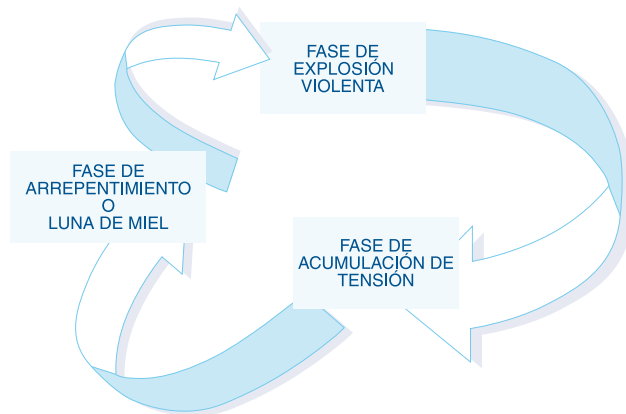 FASE DE
EXPLOSIÓN
VIOLENTA
FASE DE
ARREPENTIMIENTO
O
LUNA DE MIEL
FASE DE
ACUMULACIÓN DE
TENSIÓN